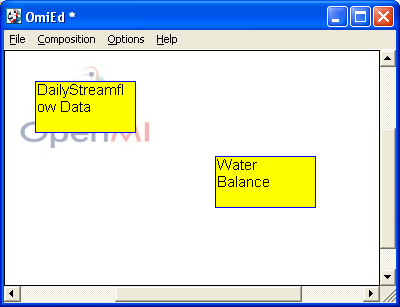 OmiEd *
File Composition Options Help
DailyStreamfl
ow Data
OpenMI
Water
Balance